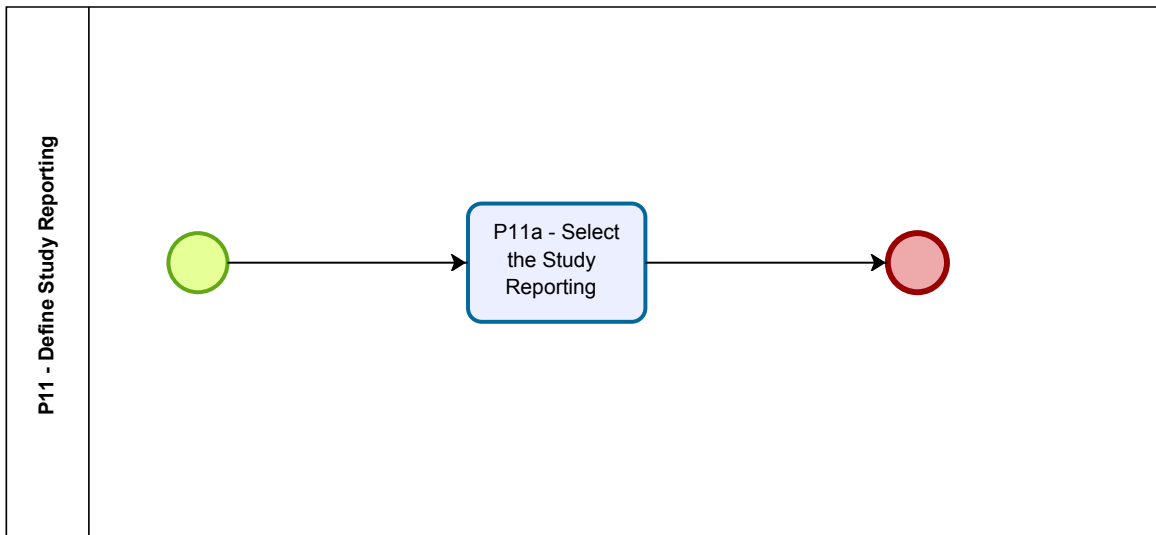 P11 - Define Study Reporting
P11a - Select
the Study
Reporting